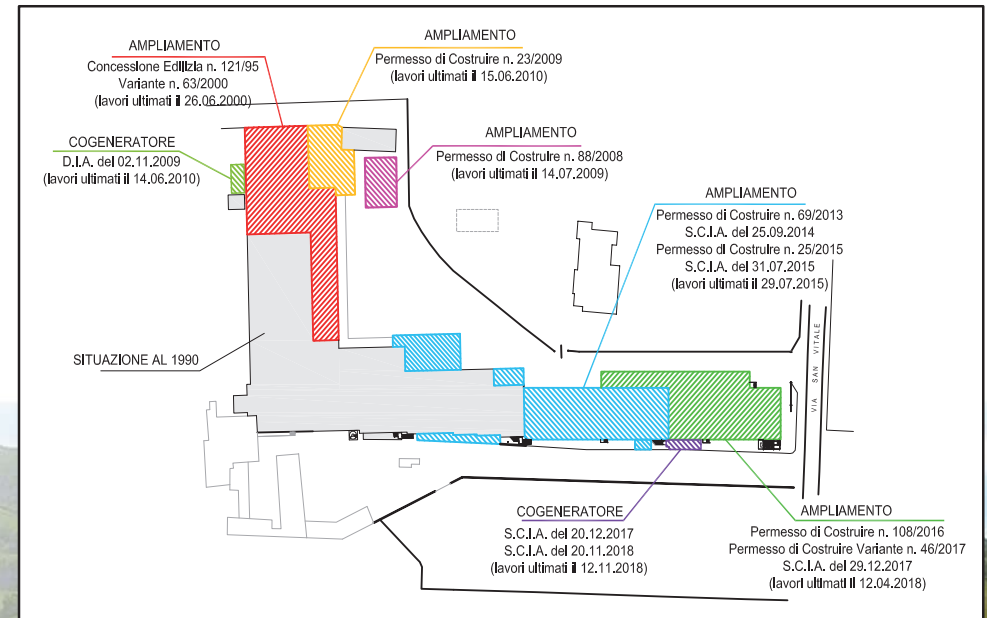 AMPLIAMENTO
Concessione Edilizia n. 121/95
Variante n. 63/2000
(lavori ultimati il 26.06.2000)
AMPLIAMENTO
Permesso di Costruire n. 23/2009
(lavori ultimati il 15.06.2010)
COGENERATORE
D.I.A. del 02.11.2009
(lavori ultimati il 14.06.2010)
AMPLIAMENTO
Permesso di Costruire n. 88/2008
(lavori ultimati il 14.07.2009)
AMPLIAMENTO
Permesso di Costruire n. 69/2013
S.C.I.A. del 25.09.2014
Permesso di Costruire n. 25/2015
S.C.I.A. del 31.07.2015
(lavori ultimati il 29.07.2015)
SITUAZIONE AL 1990
VIA SAN VITALE
COGENERATORE
S.C.I.A. del 20.12.2017
S.C.I.A. del 20.11.2018
(lavori ultimati il 12.11.2018)
AMPLIAMENTO
Permesso di Costruire n. 108/2016
Permesso di Costruire Variante n. 46/2017
S.C.I.A. del 29.12.2017
(lavori ultimati il 12.04.2018)